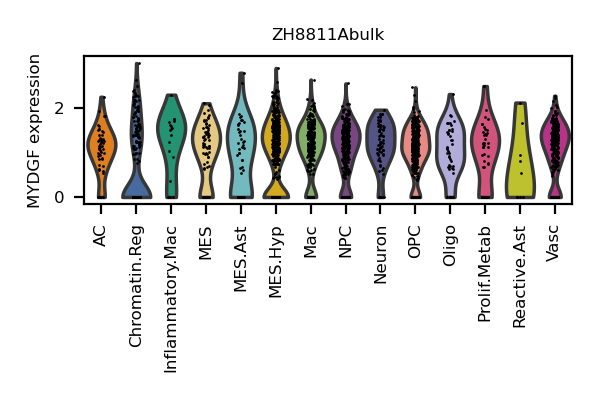 ZH8811Abulk
MYDGF expression
2
0
AC
Chromatin.Reg
Inflammatory.Mac
MES
MES.Ast
MES.Hyp
Mac
NPC
Neuron
OPC
Oligo
Prolif.Metab
Reactive.Ast
Vasc